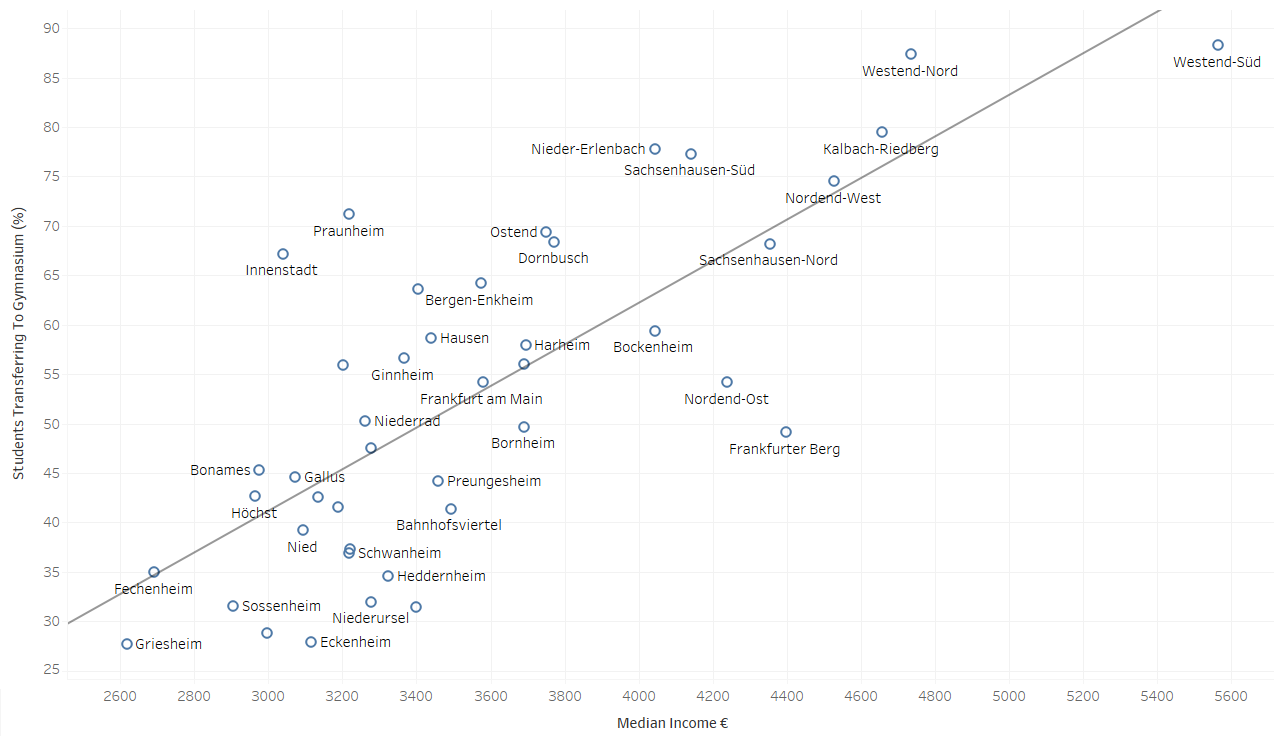 90
85
80
75
70
65
60
55
50
45
40
35
30
25
Students Transferring To Gymnasium (%)
Westend-Süd
Westend-Nord
Kalbach-Riedberg
Nieder-Erlenbach
Sachsenhausen-Süd
Nordend-West
Praunheim
Ostend
Dornbusch
Sachsenhausen-Nord
Innenstadt
Bergen-Enkheim
Hausen
Harheim
Bockenheim
Ginnheim
Frankfurt am Main
Nordend-Ost
Niederrad
Bornheim
Frankfurter Berg
Bonames
Gallus
Preungesheim
Höchst
Bahnhofsviertel
Nied
Schwanheim
Heddernheim
Fechenheim
Sossenheim
Niederursel
Griesheim
Eckenheim
2600 2800 3000 3200 3400 3600 3800 4000 4200 4400 4600 4800 5000 5200 5400 5600
Median Income €